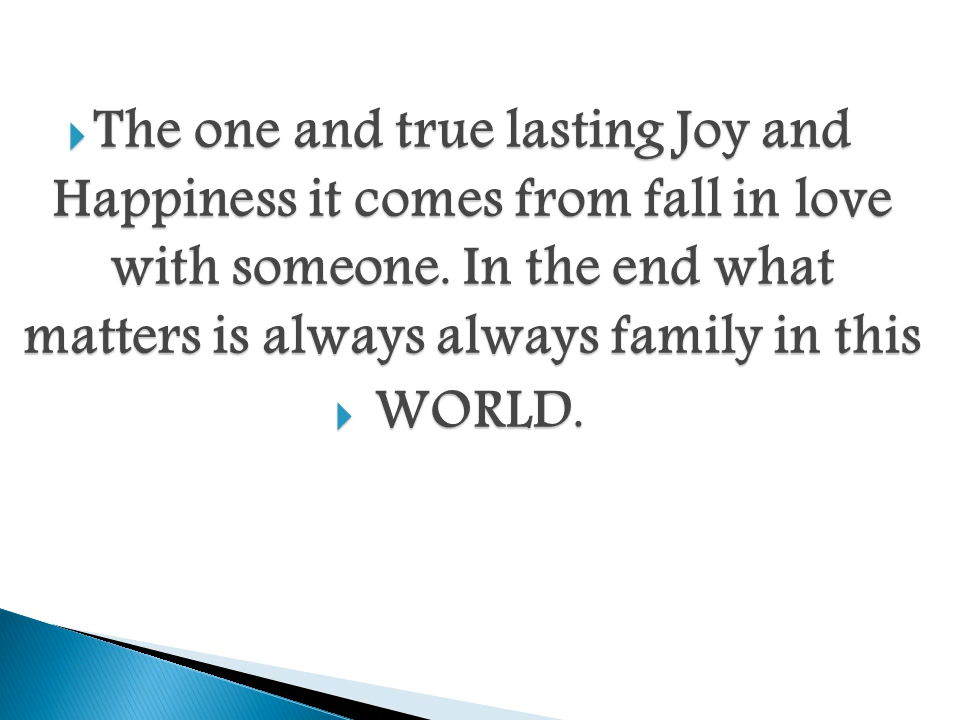 The one and true lasting Joy and
Happiness it comes from fall in love
with someone. In the end what
matters is always always family in this
WORLD.